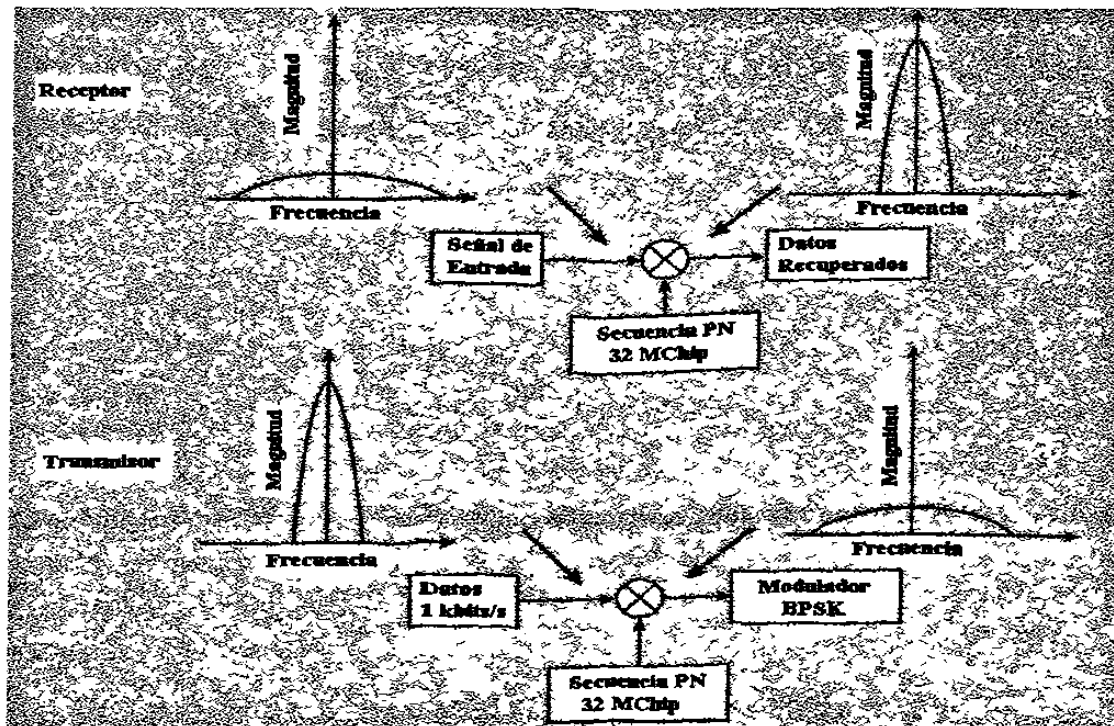 Magnitud
Magnitud
Receptor
Frecuencia
Frecuencia
Señal de
Entrada
Datos
Recuperados
Secuencia PN
32 MChip
Magnitud
Magnitud
Transmisor
Frecuencia
Frecuencia
Datos
1 kbits/s
Modulador
BPSK
Secuencia PN
32 MChip